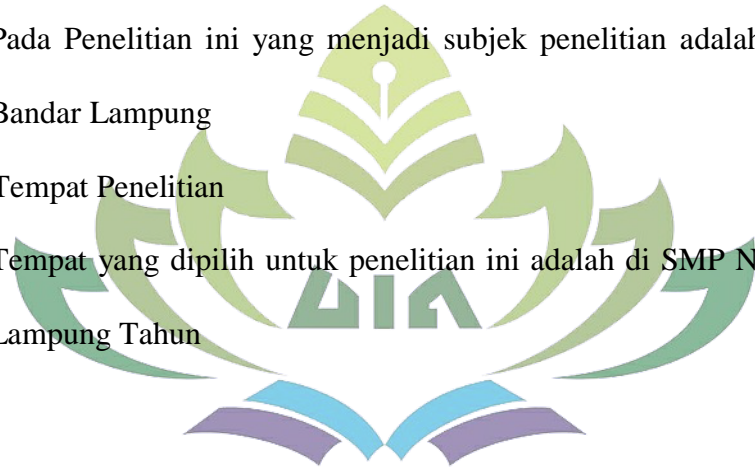 Pada Penelitian ini yang menjadi subjek penelitian adalah
Bandar Lampung
Tempat Penelitian
Tempat yang dipilih untuk penelitian ini adalah di SMP N
UIN
Lampung Tahun